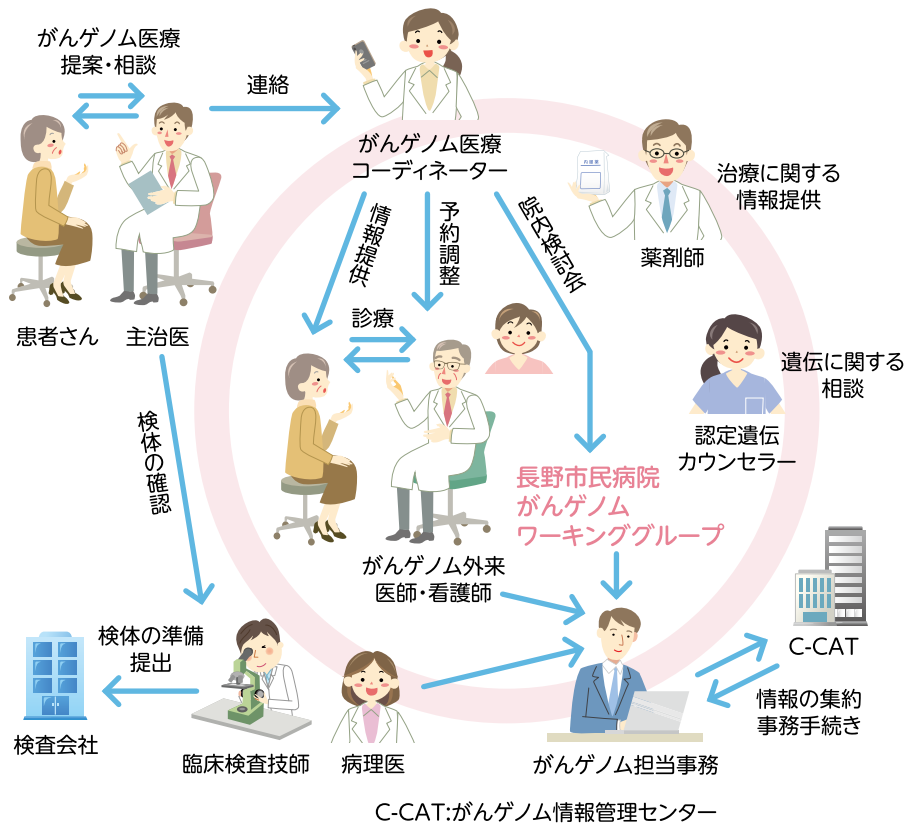 がんゲノム医療
提案・相談
連絡
がんゲノム医療
コーディネーター
治療に関する
情報提供
薬剤師
患者さん
主治医
情報提供
予約調整
院内検討会
診療
遺伝に関する
相談
認定遺伝
カウンセラー
検体の確認
長野市民病院
がんゲノム
ワーキンググループ
がんゲノム外来
医師・看護師
C-CAT
検体の準備
提出
情報の集約
事務手続き
検査会社
臨床検査技師
病理医
がんゲノム担当事務
C-CAT:がんゲノム情報管理センター